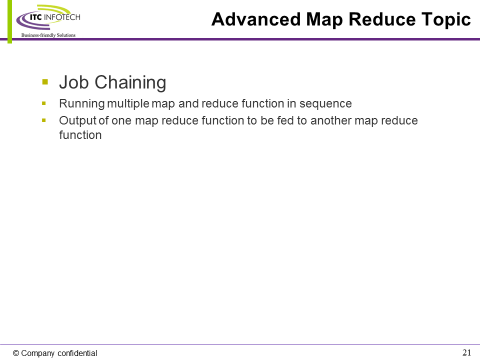 ITC INFOTECH
Business-friendly Solutions
Advanced Map Reduce Topic
Job Chaining
Running multiple map and reduce function in sequence
Output of one map reduce function to be fed to another map reduce
function
© Company confidential
21